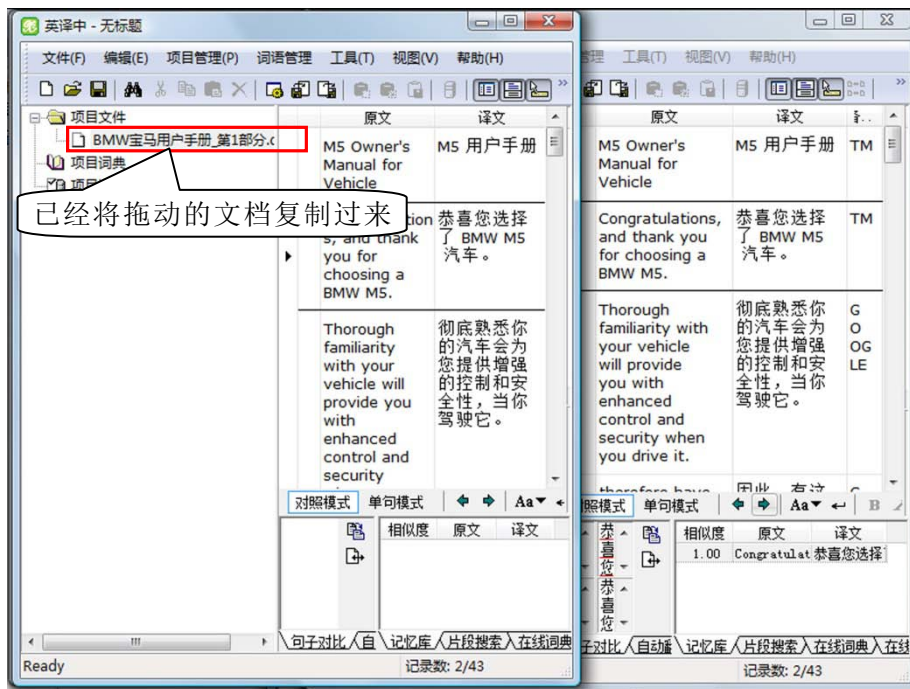 英译中 - 无标题
文件(F) 编辑(E) 项目管理(P) 词语管理 工具(T) 视图(V) 帮助(H)
项目文件
BMW宝马用户手册_第1部分.
项目词典
已经将拖动的文档复制过来
原文 译文
M5 Owner's
Manual for
Vehicle
M5 用户手册
s, and thank
you for
choosing a
BMW M5.
恭喜您选择
了 BMW M5
汽车。
Thorough
familiarity
with your
vehicle will
provide you
with
enhanced
control and
security
彻底熟悉你
的汽车会为
您提供增强
的控制和安
全性，当你
驾驶它。
对照模式 单句模式 Aa
相似度 原文 译文
句子对比 自 记忆库 片段搜索 在线词典
Ready 记录数: 2/43
工具(T) 视图(V) 帮助(H)
原文 译文
M5 Owner's
Manual for
Vehicle
M5 用户手册
TM
Congratulations,
and thank you
for choosing a
BMW M5.
恭喜您选择
了 BMW M5
汽车。
TM
Thorough
familiarity with
your vehicle
will provide
you with
enhanced
control and
security when
you drive it.
彻底熟悉你
的汽车会为
您提供增强
的控制和安
全性，当你
驾驶它。
G
O
OG
LE
therefore have
因此，有这
照模式 单句模式 Aa B
恭
喜
您
恭
喜
您
相似度 原文 译文
1.00 Congratulat 恭喜您选择
子对比 自动 记忆库 片段搜索 在线词典 在线
记录数: 2/43